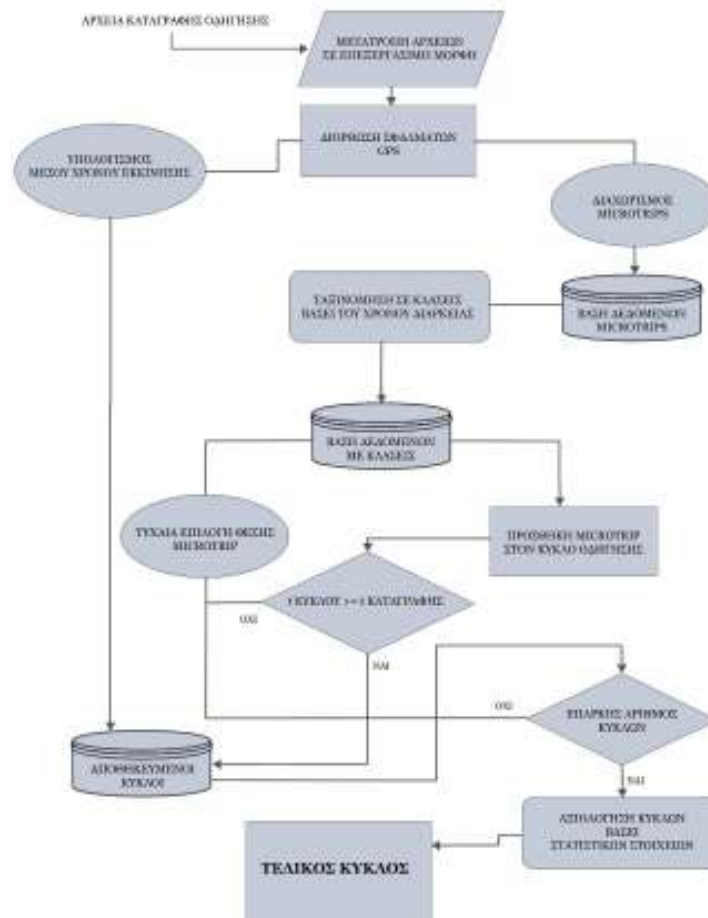 ΑΡΧΕΙΑ ΚΑΤΑΓΡΑΦΗΣ ΟΔΗΓΗΣΗΣ
ΜΕΤΑΤΡΟΠΗ ΑΡΧΕΙΩΝ
ΣΕ ΕΠΕΞΕΡΓΑΣΙΜΗ ΜΟΡΦΗ
ΔΙΟΡΘΩΣΗ ΣΦΑΛΜΑΤΩΝ
GPS
ΥΠΟΛΟΓΙΣΜΟΣ
ΜΕΣΟΥ ΧΡΟΝΟΥ ΕΚΚΙΝΗΣΗΣ
ΔΙΑΧΩΡΙΣΜΟΣ
MICROTRIPS
ΤΑΞΙΝΟΜΗΣΗ ΣΕ ΚΛΑΣΕΙΣ
ΒΑΣΕΙ ΤΟΥ ΧΡΟΝΟΥ ΔΙΑΡΚΕΙΑΣ
ΒΑΣΗ ΔΕΔΟΜΕΝΩΝ
MICROTRIPS
ΒΑΣΗ ΔΕΔΟΜΕΝΩΝ
ΜΕ ΚΛΑΣΕΙΣ
ΤΥΧΑΙΑ ΕΠΙΛΟΓΗ ΘΕΣΗΣ
MICROTRIP
ΠΡΟΣΘΗΚΗ MICROTRIP
ΣΤΟΝ ΚΥΚΛΟ ΟΔΗΓΗΣΗΣ
t ΚΥΚΛΟΥ >= t ΚΑΤΑΓΡΑΦΗΣ
ΟΧΙ
ΝΑΙ
ΟΧΙ
ΕΠΑΡΚΗΣ ΑΡΙΘΜΟΣ
ΚΥΚΛΩΝ
ΑΠΟΘΗΚΕΥΜΕΝΟΙ
ΚΥΚΛΟΙ
ΝΑΙ
ΑΞΙΟΛΟΓΗΣΗ ΚΥΚΛΩΝ
ΒΑΣΕΙ
ΣΤΑΤΙΣΤΙΚΩΝ ΣΤΟΙΧΕΙΩΝ
ΤΕΛΙΚΟΣ ΚΥΚΛΟΣ